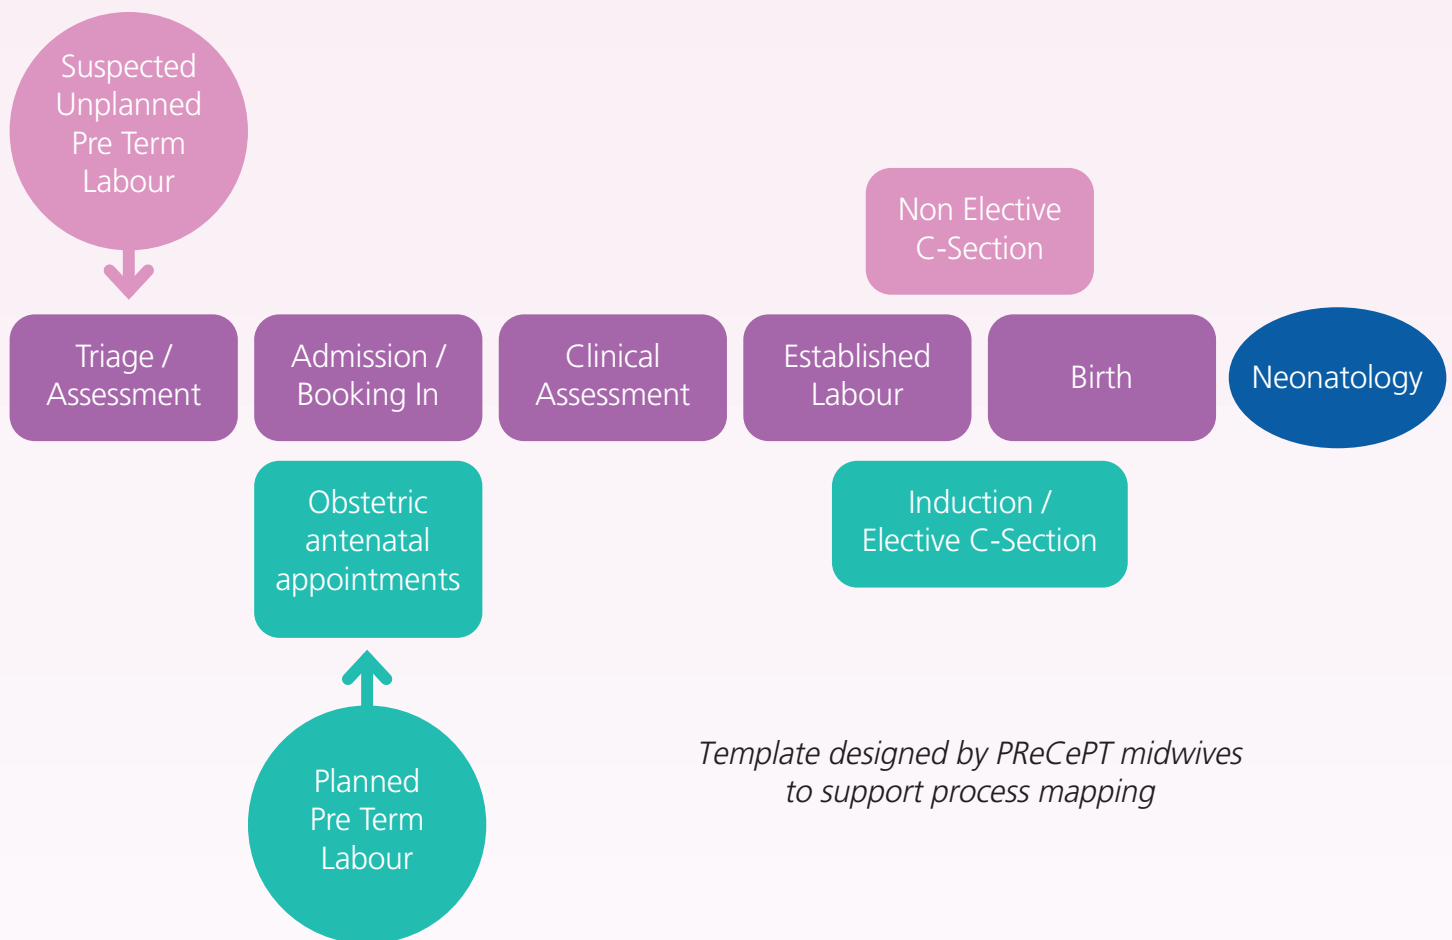 Suspected
Unplanned
Pre Term
Labour
Non Elective
C-Section
Triage /
Assessment
Admission /
Booking In
Clinical
Assessment
Established
Labour
Birth
Neonatology
Obstetric
antenatal
appointments
Induction /
Elective C-Section
Planned
Pre Term
Labour
Template designed by PReCePT midwives
to support process mapping